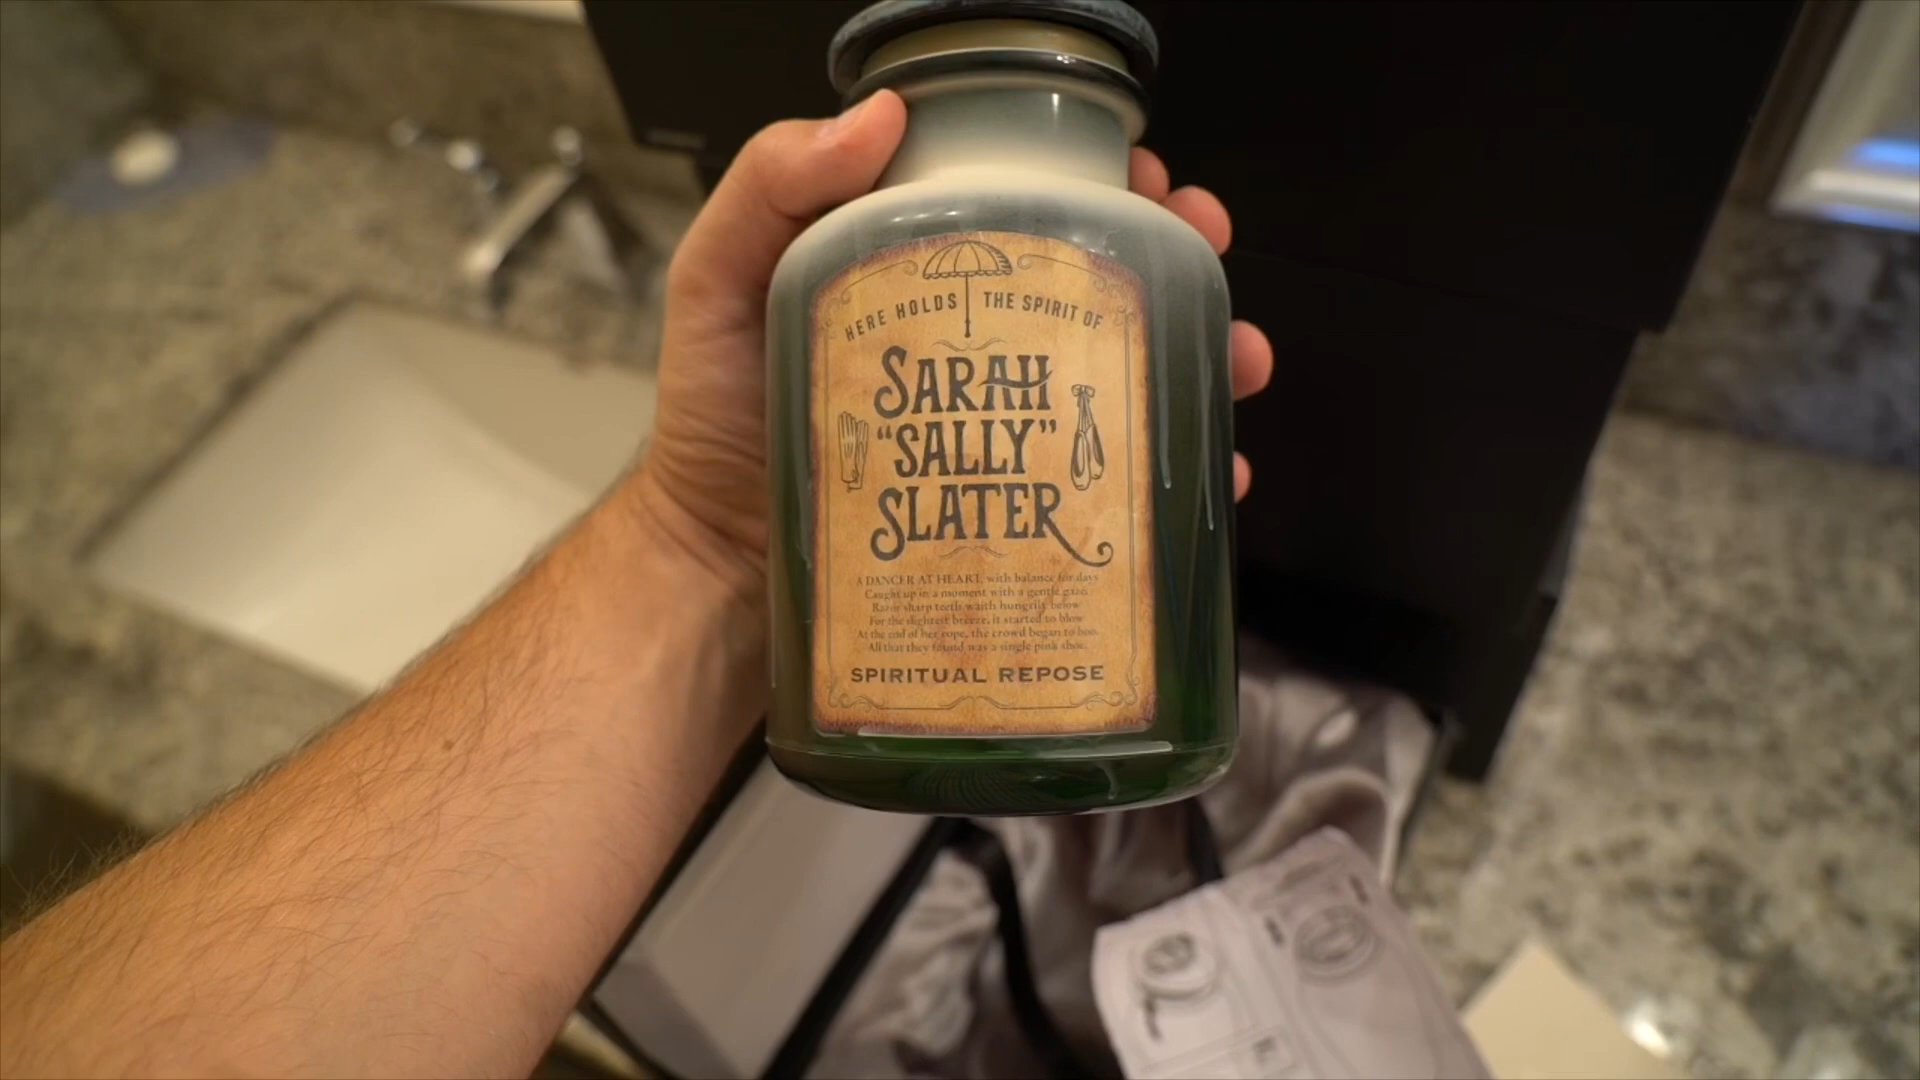 HERE HOLDS THE SPIRIT OF
SARAH
"SALLY"
SLATER
A DANCER AT HEART, with balance for days
Caught up in a moment with a gentle gaze.
Razor sharp teeth waith hungrily below
For the slightest breeze, it started to blow
At the end of her rope, the crowd began to boo.
All that they found was a single pink shoe.
SPIRITUAL REPOSE